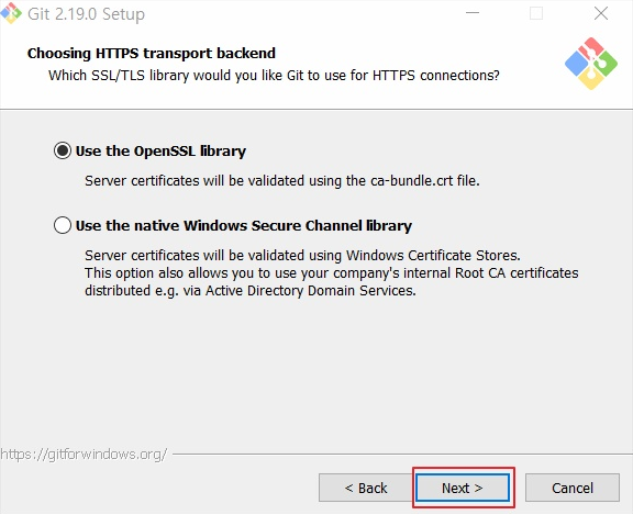 Git 2.19.0 Setup
Choosing HTTPS transport backend
Which SSL/TLS library would you like Git to use for HTTPS connections?
Use the OpenSSL library
Server certificates will be validated using the ca-bundle.crt file.
Use the native Windows Secure Channel library
Server certificates will be validated using Windows Certificate Stores.
This option also allows you to use your company's internal Root CA certificates
distributed e.g. via Active Directory Domain Services.
https://gitforwindows.org/
< Back
Next >
Cancel